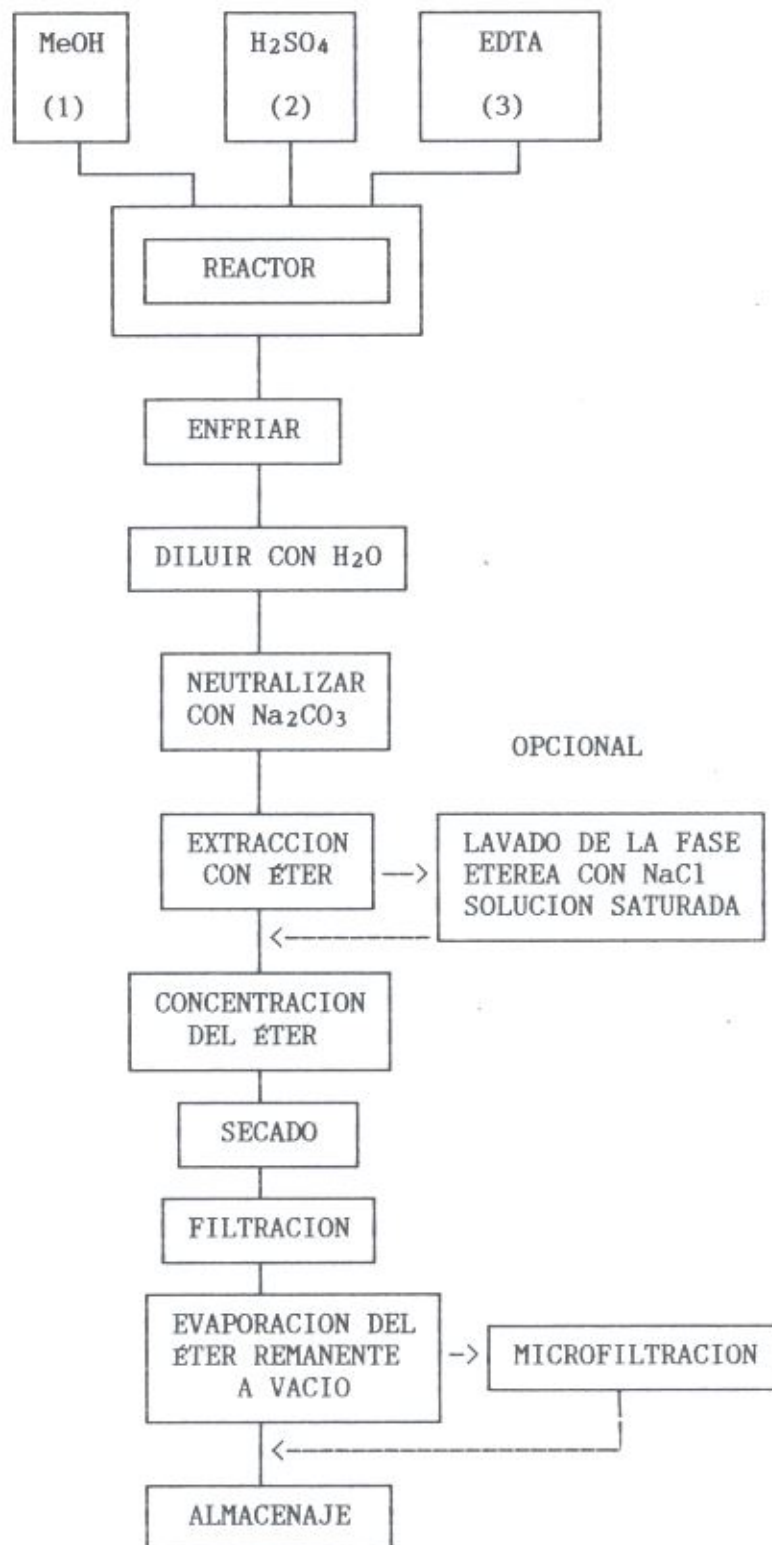 MeOH
(1)
H₂SO₄
(2)
EDTA
(3)
REACTOR
ENFRIAR
DILUIR CON H₂O
NEUTRALIZAR
CON Na₂CO₃
OPCIONAL
EXTRACCION
CON ÉTER
LAVADO DE LA FASE
ETEREA CON NaCl
SOLUCION SATURADA
CONCENTRACION
DEL ÉTER
SECADO
FILTRACION
EVAPORACION DEL
ÉTER REMANENTE
A VACIO
MICROFILTRACION
ALMACENAJE